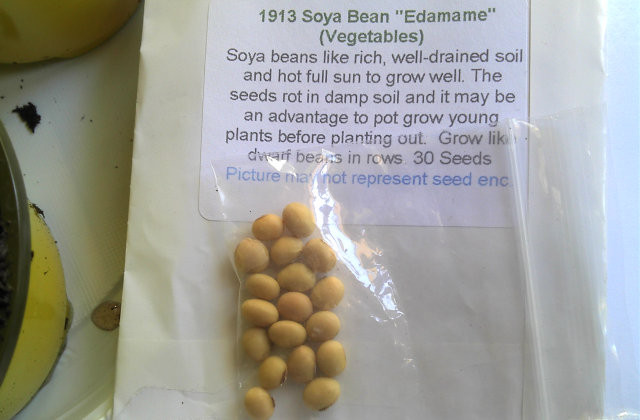 1913 Soya Bean "Edamame"
(Vegetables)
Soya beans like rich, well-drained soil
and hot full sun to grow well. The
seeds rot in damp soil and it may be
an advantage to pot grow young
plants before planting out. Grow like
dwarf beans in rows 30 Seeds
Picture may not represent seed enc